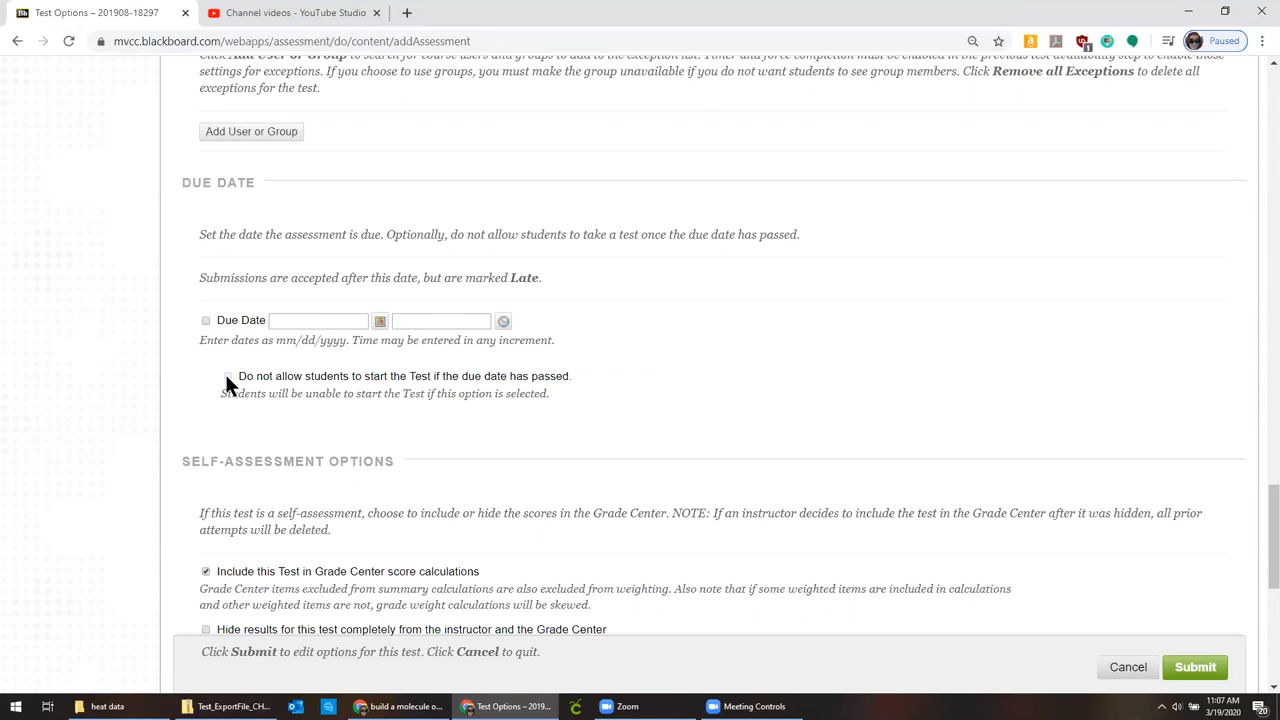 Test Options – 201908-18297
Channel videos - YouTube Studio
mvcc.blackboard.com/webapps/assessment/do/content/addAssessment
Paused
Click Add User or Group to search for course users and groups to add to the exception list. Timer and force completion must be enabled in the previous test availability step to enable those
settings for exceptions. If you choose to use groups, you must make the group unavailable if you do not want students to see group members. Click Remove all Exceptions to delete all
exceptions for the test.
Add User or Group
DUE DATE
Set the date the assessment is due. Optionally, do not allow students to take a test once the due date has passed.
Submissions are accepted after this date, but are marked Late.
Due Date
Enter dates as mm/dd/yyyy. Time may be entered in any increment.
Do not allow students to start the Test if the due date has passed.
Students will be unable to start the Test if this option is selected.
SELF-ASSESSMENT OPTIONS
If this test is a self-assessment, choose to include or hide the scores in the Grade Center. NOTE: If an instructor decides to include the test in the Grade Center after it was hidden, all prior
attempts will be deleted.
Include this Test in Grade Center score calculations
Grade Center items excluded from summary calculations are also excluded from weighting. Also note that if some weighted items are included in calculations
and other weighted items are not, grade weight calculations will be skewed.
Hide results for this test completely from the instructor and the Grade Center
Click Submit to edit options for this test. Click Cancel to quit.
Cancel
Submit
heat data
Test_ExportFile_CH...
build a molecule o...
Test Options – 2019...
Zoom
Meeting Controls
11:07 AM
3/19/2020
20